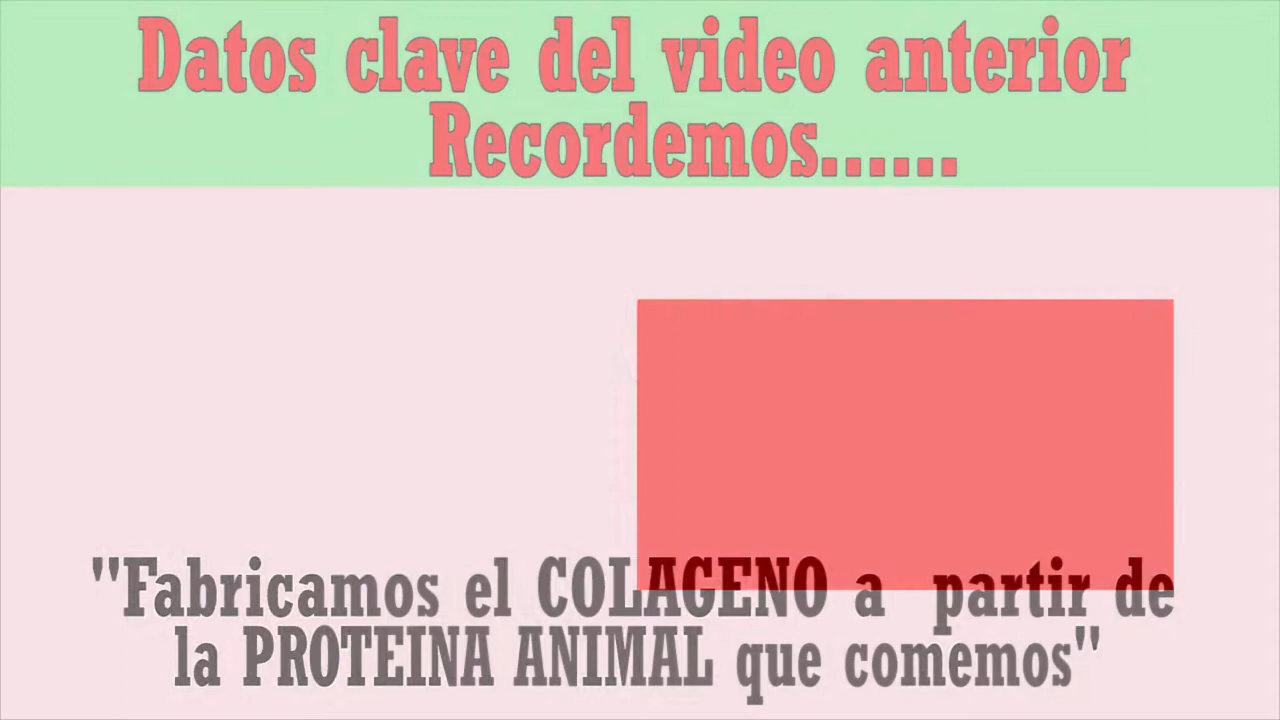 Datos clave del video anterior
Recordemos......
"Fabricamos el COLAGENO a partir de
la PROTEINA ANIMAL que comemos"